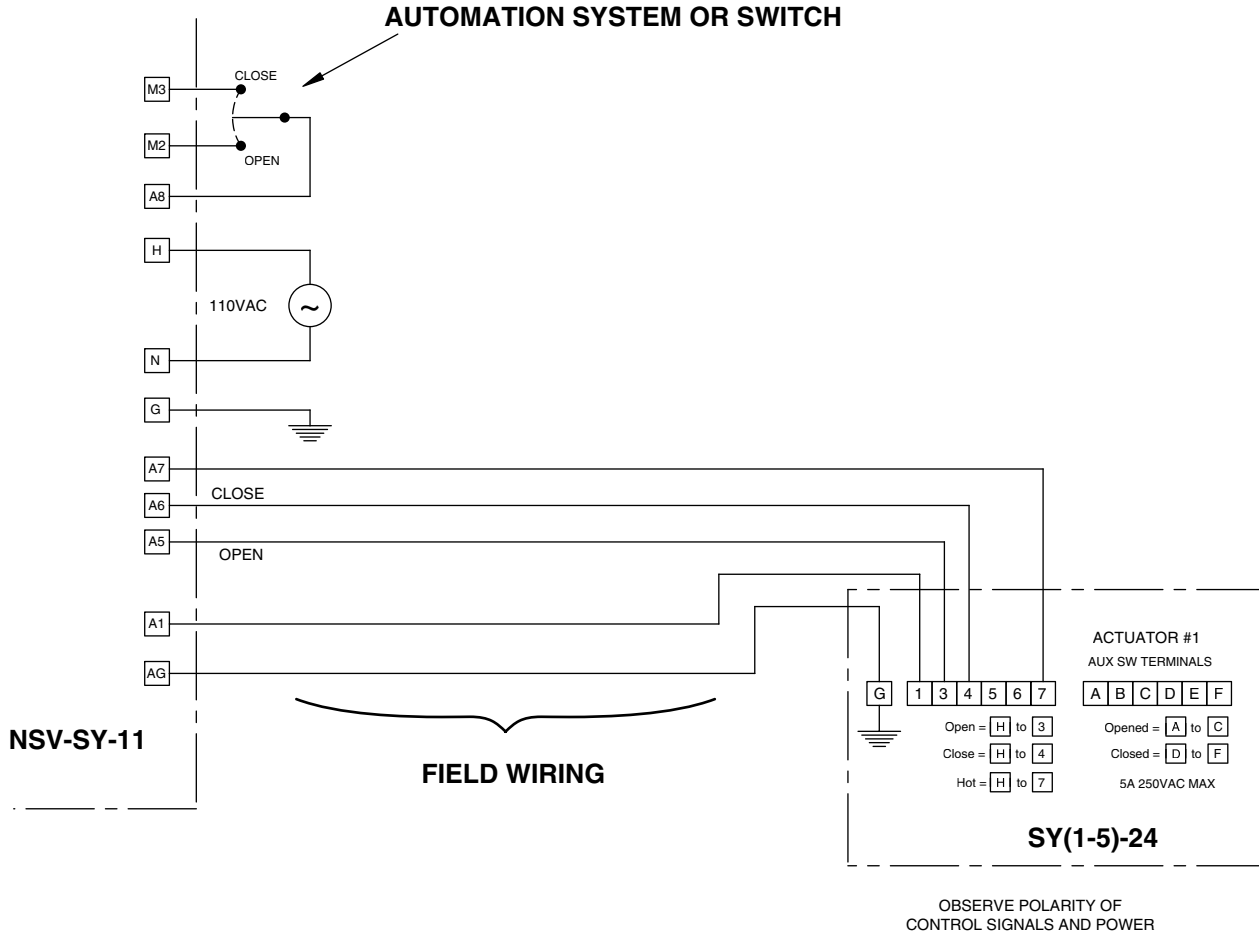 AUTOMATION SYSTEM OR SWITCH
CLOSE
M3
M2
OPEN
A8
H
110VAC
~
N
G
A7
CLOSE
A6
A5
OPEN
A1
AG
NSV-SY-11
FIELD WIRING
ACTUATOR #1
AUX SW TERMINALS
G 1 3 4 5 6 7 A B C D E F
Open = H to 3 Opened = A to C
Close = H to 4 Closed = D to F
Hot = H to 7 5A 250VAC MAX
SY(1-5)-24
OBSERVE POLARITY OF
CONTROL SIGNALS AND POWER